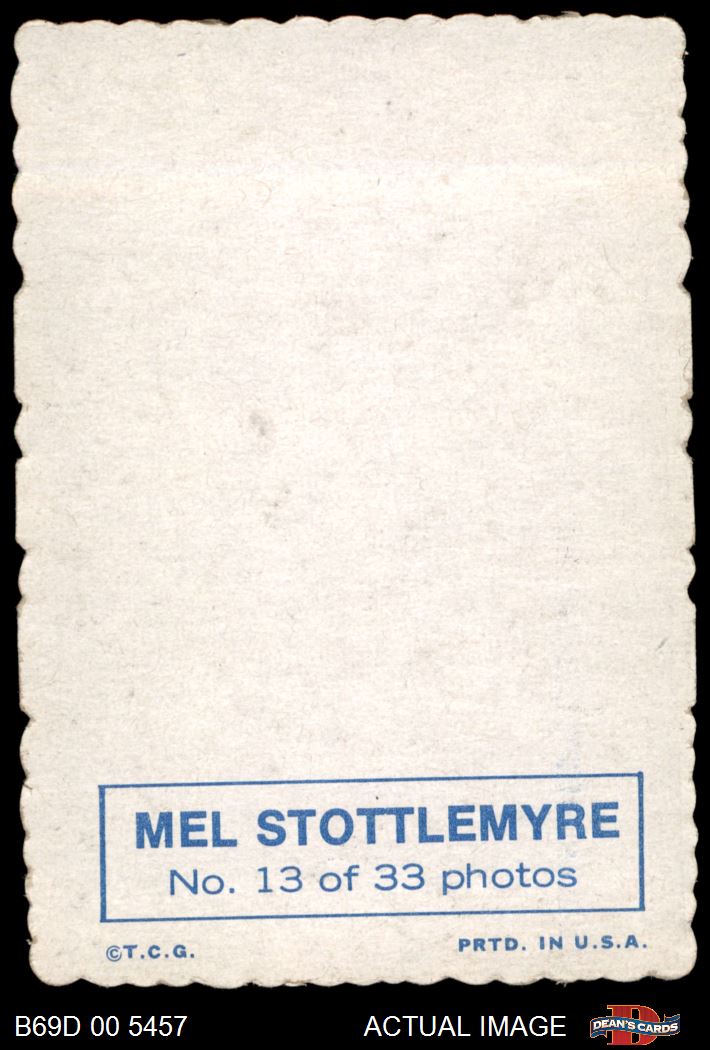 MEL STOTTLEMYRE
No. 13 of 33 photos
©T.C.G. PRTD. IN U.S.A.
B69D 00 5457 ACTUAL IMAGE DEAN'S CARDS